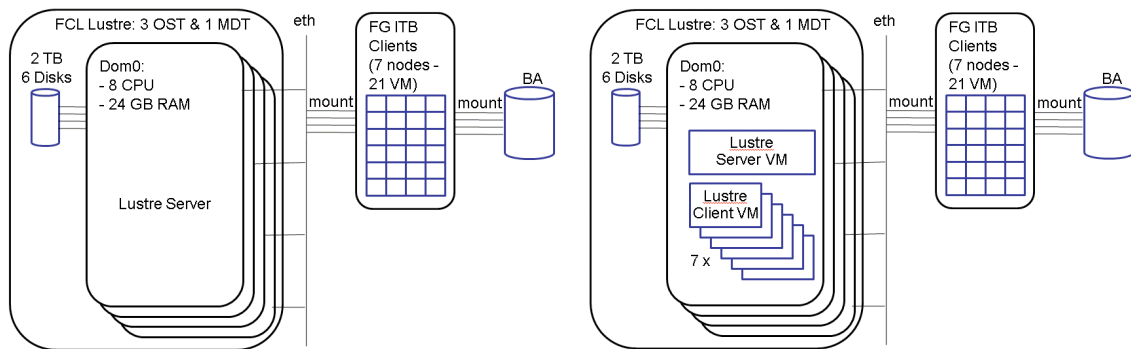 FCL Lustre: 3 OST & 1 MDT
eth
FG ITB
Clients
(7 nodes -
21 VM)
2 TB
6 Disks
Dom0:
- 8 CPU
- 24 GB RAM
mount
mount
BA
Lustre Server
FCL Lustre: 3 OST & 1 MDT
eth
FG ITB
Clients
(7 nodes -
21 VM)
2 TB
6 Disks
Dom0:
- 8 CPU
- 24 GB RAM
mount
mount
BA
Lustre
Server VM
Lustre
Client VM
7 x